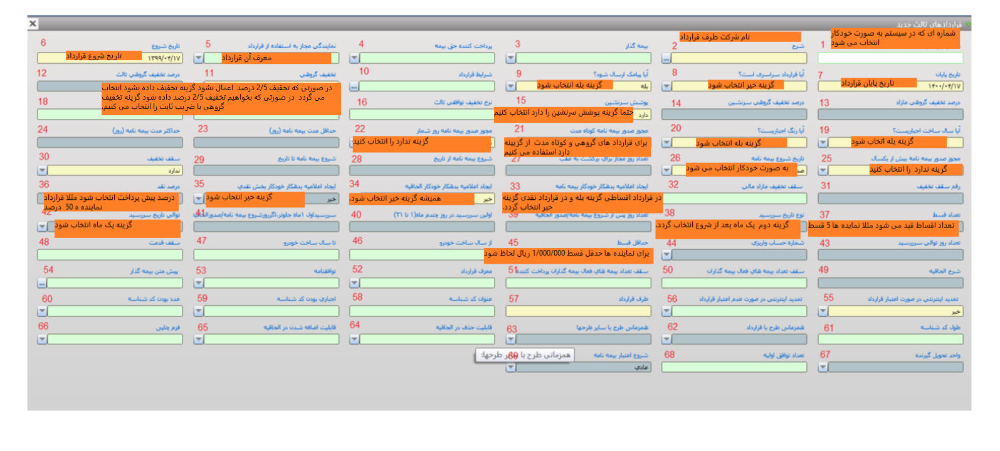 قراردادهای ثالث جدید
شماره ای که در سیستم به صورت خودکار
انتخاب می شود
1
نام شرکت طرف قرارداد
شرح 2
بیمه گذار 3
پرداخت کننده حق بیمه 4
نمایندگی مجاز به استفاده از قرارداد 5
معرف آن قرارداد
تاریخ شروع 6
۱۳۹۹/۰۴/۱۷
تاریخ شروع قرارداد
تاریخ پایان 7
۱۴۰۰/۰۴/۱۷
تاریخ پایان قرارداد
آیا قرارداد سراسری است؟ 8
گزینه خیر انتخاب شود
آیا پیامک ارسال شود؟ 9
بله
گزینه بله انتخاب شود
شرایط قرارداد 10
تخفیف گروهی 11
درصد تخفیف گروهی ثالث 12
در صورتی که تخفیف 2/5 درصد اعمال نشود گزینه تخفیف داده نشود انتخاب
می گردد در صورتی که بخواهیم تخفیف 2/5 درصد داده شود گزینه تخفیف
گروهی با ضریب ثابت را انتخاب می کنیم.
درصد تخفیف گروهی مازاد 13
درصد تخفیف گروهی سرنشین 14
پوشش سرنشین 15
دارد
حتما گزینه پوشش سرنشین را دارد انتخاب کنیم
نرخ تخفیف توافقی ثالث 16
18
آیا سال ساخت اجباریست؟ 19
گزینه بله اتخاب شود
آیا رنگ اجباریست؟ 20
گزینه بله انتخاب شود
مجوز صدور بیمه نامه کوتاه مدت 21
برای قرارداد های گروهی و کوتاه مدت از گزیینه
دارد استفاده می کنیم
مجوز صدور بیمه نامه روز شمار 22
گزینه ندارد را انتخاب کنید
حداقل مدت بیمه نامه (روز) 23
حداکثر مدت بیمه نامه (روز) 24
مجوز صدور بیمه نامه بیش از یکسال 25
گزینه ندارد را انتخاب کنید
تاریخ شروع بیمه نامه 26
به صورت خودکار انتخاب می شود
تعداد روز مجاز برای برگشت به عقب 27
شروع بیمه نامه از تاریخ 28
شروع بیمه نامه تا تاریخ 29
سقف تخفیف 30
ندارد
رقم سقف تخفیف 31
سقف تخفیف مازاد مالی 32
ایجاد اعلامیه بدهکار خودکار بیمه نامه 33
در قرارداد اقساطی گزینه بله و در قرارداد نقدی گزینه
خیر انتخاب گردد.
ایجاد اعلامیه بدهکار خودکار الحاقیه 34
خیر
همیشه گزینه خیر انتخاب شود.
ایجاد اعلامیه بدهکار خودکار بخش نقدی 35
خیر
گزینه خیر انتخاب شود
درصد نقد 36
درصد پیش پرداخت انتخاب شود مثلا قرارداد
نماینده ه 50 درصد
تعداد قسط 37
تعداد اقساط قید می شود مثلا نماینده ها 5 قسط
نوع تاریخ سررسید 38
گزینه دوم یک ماه بعد از شروع انتخاب گردد.
تعداد روز پس از شروع بیمه نامه/صدور الحاقیه 39
اولین سررسید در روز چندم ماه(۱ تا ۳۱) 40
سررسیداول ۱ماه جلوتر،اگرروزشروع بیمه نامه/صدورالحاقی 41
توالی تاریخ سررسید 42
گزینه یک ماه انتخاب شود
تعداد روز توالی سررسید 43
شماره حساب واریزی 44
حداقل قسط 45
برای نماینده ها حدقل قسط 1/000/000 ریال لحاظ شود
از سال ساخت خودرو 46
تا سال ساخت خودرو 47
سقف قدمت 48
شرح الحاقیه 49
سقف تعداد بیمه های فعال بیمه گذاران 50
سقف تعداد بیمه های فعال بیمه گذاران پرداخت کننده 51
معرف قرارداد 52
توافقنامه 53
پیش متن بیمه گذار 54
تمدید اینترنتی در صورت اعتبار قرارداد 55
خیر
تمدید اینترنتی در صورت عدم اعتبار قرارداد 56
طرف قرارداد 57
عنوان کد شناسه 58
اجباری بودن کد شناسه 59
عدد بودن کد شناسه 60
طول کد شناسه 61
همزمانی طرح با قرارداد 62
همزمانی طرح با سایر طرحها 63
قابلیت حذف در الحاقیه 64
قابلیت اضافه شدن در الحاقیه 65
فرم چاپی 66
همزمانی طرح با سایر طرحها:
واحد تحویل گیرنده 67
تعداد توافق اولیه 68
شروع اعتبار بیمه نامه 69
عادی